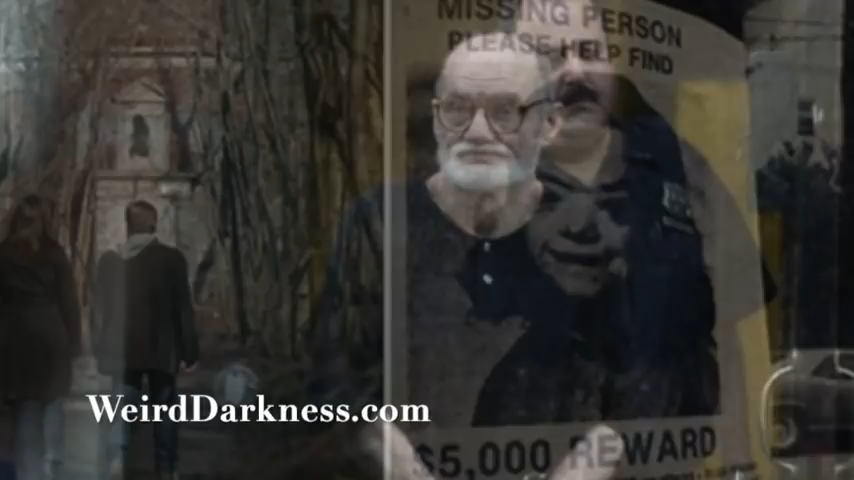 MISSING PERSON
PLEASE HELP FIND
WeirdDarkness.com
$5,000 REWARD